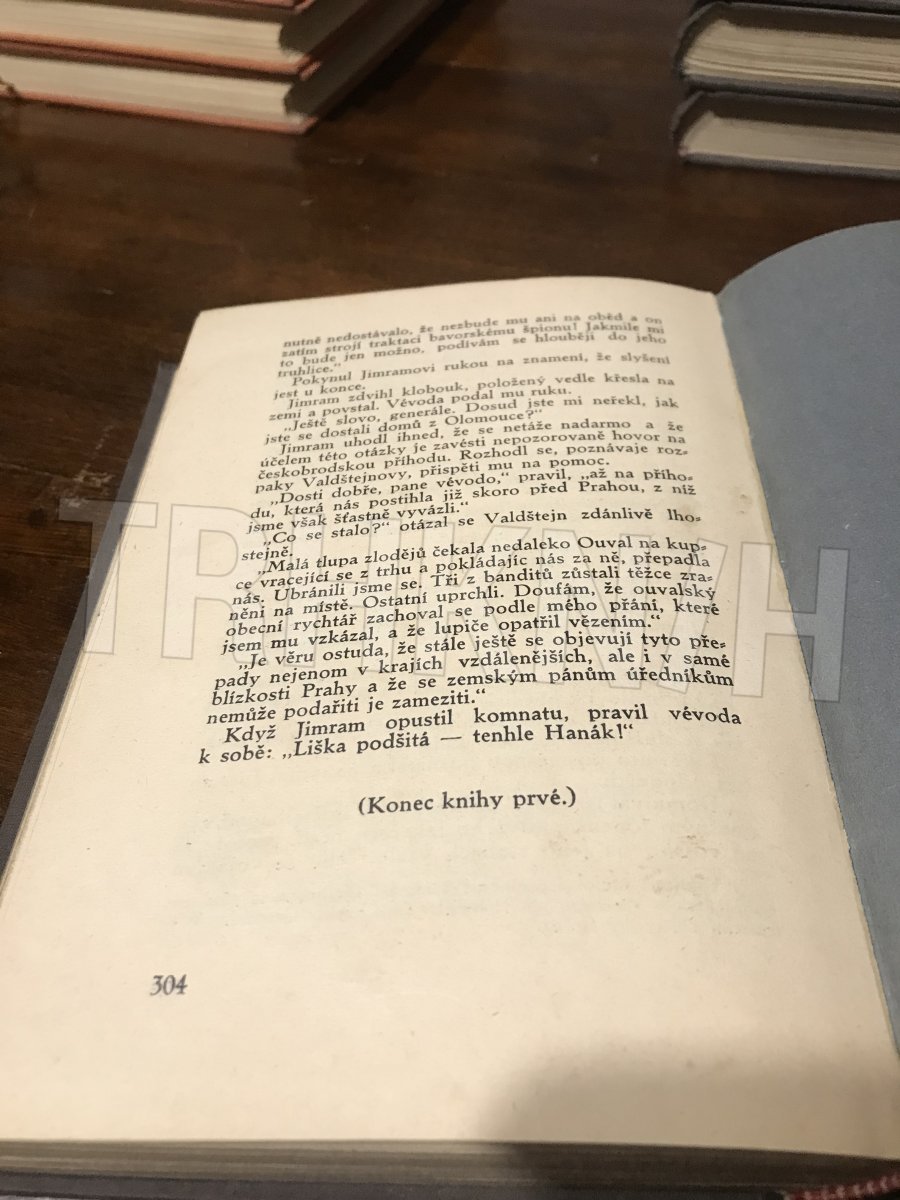 nutně nedostávalo, že nezbude mu ani na oběd a on
zatím strojí traktaci bavorskému špionu! Jakmile mi
to bude jen možno, podívám se hlouběji do jeho
truhlice.“
Pokynul Jimramovi rukou na znamení, že slyšení
jest u konce.
Jimram zdvihl klobouk, položený vedle křesla na
zemi a povstal. Vévoda podal mu ruku.
„Ještě slovo, generále. Dosud jste mi neřekl, jak
jste se dostali domů z Olomouce?“
Jimram uhodl ihned, že se netáže nadarmo a že
účelem této otázky je zavésti nepozorovaně hovor na
českobrodskou příhodu. Rozhodl se, poznávaje roz-
paky Valdštejnovy, přispěti mu na pomoc.
„Dosti dobře, pane vévodo,“ pravil, „až na přího-
du, která nás postihla již skoro před Prahou, z níž
jsme však šťastně vyvázli.“
„Co se stalo?“ otázal se Valdštejn zdánlivě lho-
stejně.
„Malá tlupa zlodějů čekala nedaleko Ouval na kup-
ce vracející se z trhu a pokládajíc nás za ně, přepadla
nás. Ubránili jsme se. Tři z banditů zůstali těžce zra-
něni na místě. Ostatní uprchli. Doufám, že ouvalský
obecní rychtář zachoval se podle mého přání, které
jsem mu vzkázal, a že lupiče opatřil vězením.“
„Je věru ostuda, že stále ještě se objevují tyto pře-
pady nejenom v krajích vzdálenějších, ale i v samé
blízkosti Prahy a že se zemským pánům úředníkům
nemůže podařiti je zameziti.“
Když Jimram opustil komnatu, pravil vévoda
k sobě: „Liška podšitá — tenhle Hanák!“
(Konec knihy prvé.)
304